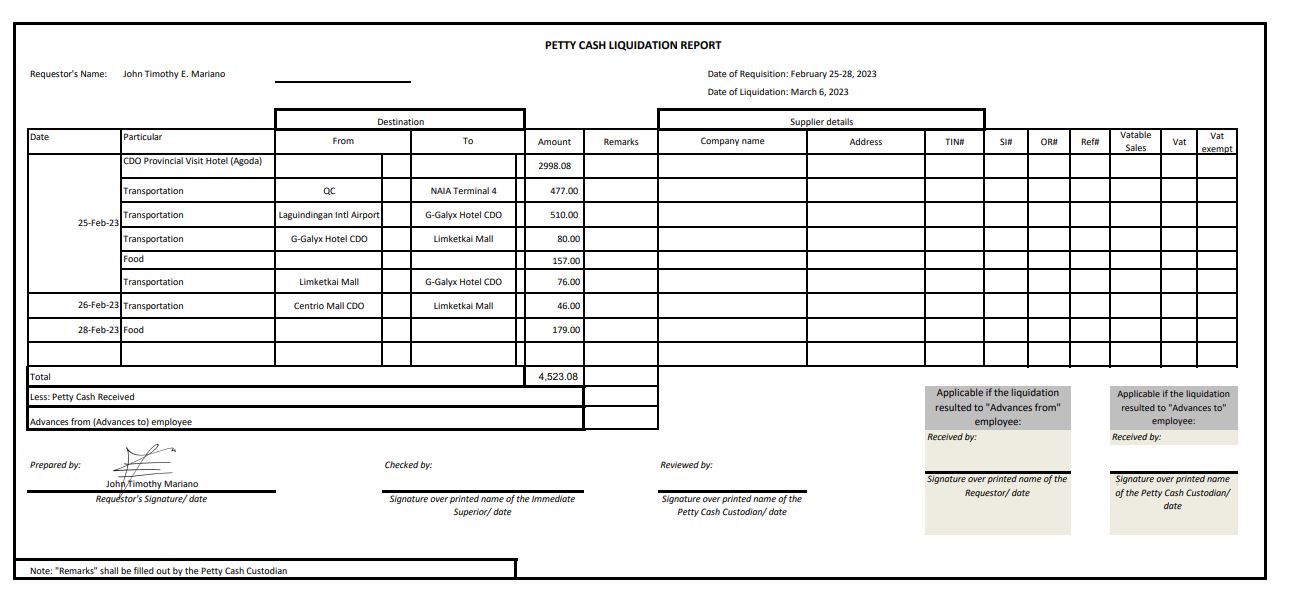 PETTY CASH LIQUIDATION REPORT
Requestor's Name: John Timothy E. Mariano
Date of Requisition: February 25-28, 2023
Date of Liquidation: March 6, 2023
Destination Supplier details
Date Particular From To Amount Remarks Company name Address TIN# SI# OR# Ref# Vatable Sales Vat Vat exempt
CDO Provincial Visit Hotel (Agoda) 2998.08
Transportation QC NAIA Terminal 4 477.00
Transportation Laguindingan Intl Airport G-Galyx Hotel CDO 510.00
25-Feb-23
Transportation G-Galyx Hotel CDO Limketkai Mall 80.00
Food 157.00
Transportation Limketkai Mall G-Galyx Hotel CDO 76.00
26-Feb-23 Transportation Centrio Mall CDO Limketkai Mall 46.00
28-Feb-23 Food 179.00
Total 4,523.08
Less: Petty Cash Received
Advances from (Advances to) employee
Applicable if the liquidation
resulted to "Advances from"
employee:
Applicable if the liquidation
resulted to "Advances to"
employee:
Received by: Received by:
Prepared by: Checked by: Reviewed by:
John Timothy Mariano
Requestor's Signature/ date
Signature over printed name of the Immediate
Superior/ date
Signature over printed name of the
Petty Cash Custodian/ date
Signature over printed name of the
Requestor/ date
Signature over printed name
of the Petty Cash Custodian/
date
Note: "Remarks" shall be filled out by the Petty Cash Custodian